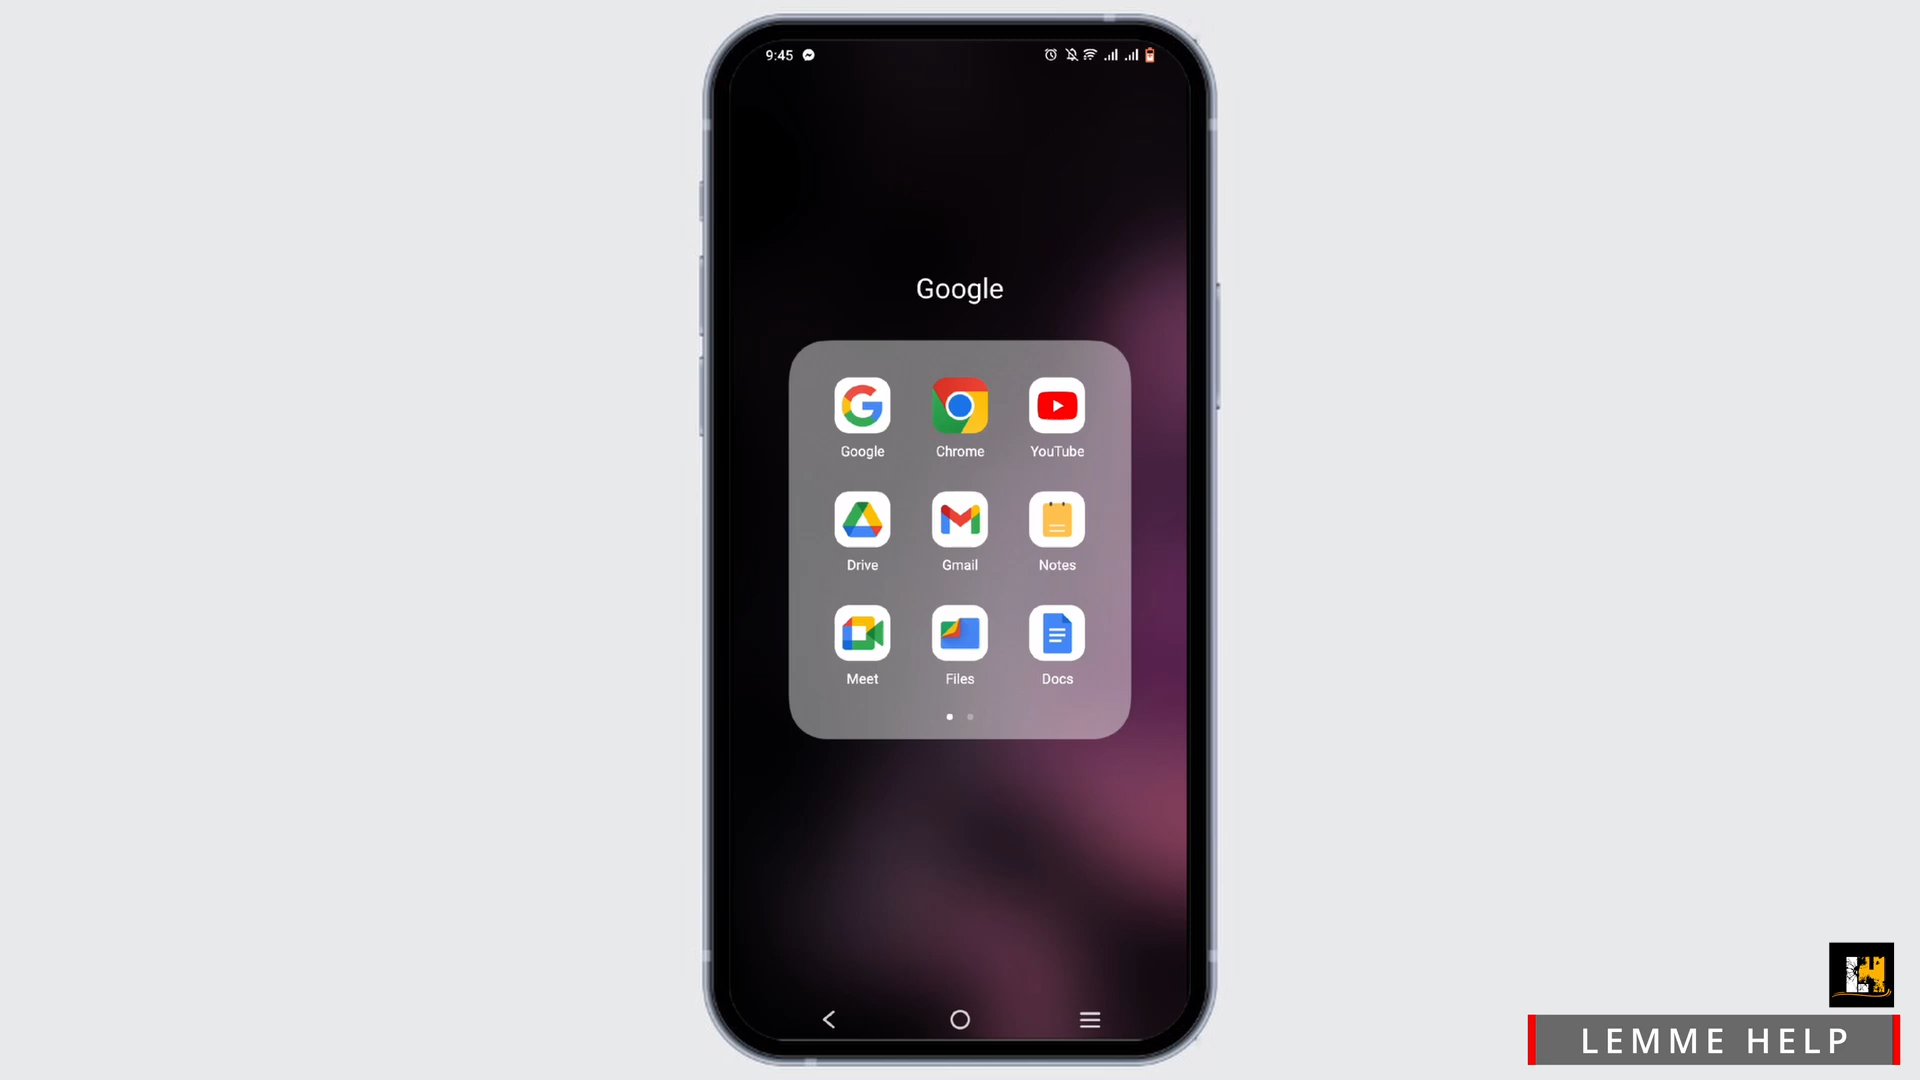 9:45
Google
Google Chrome YouTube
Drive Gmail Notes
Meet Files Docs
LEMME HELP